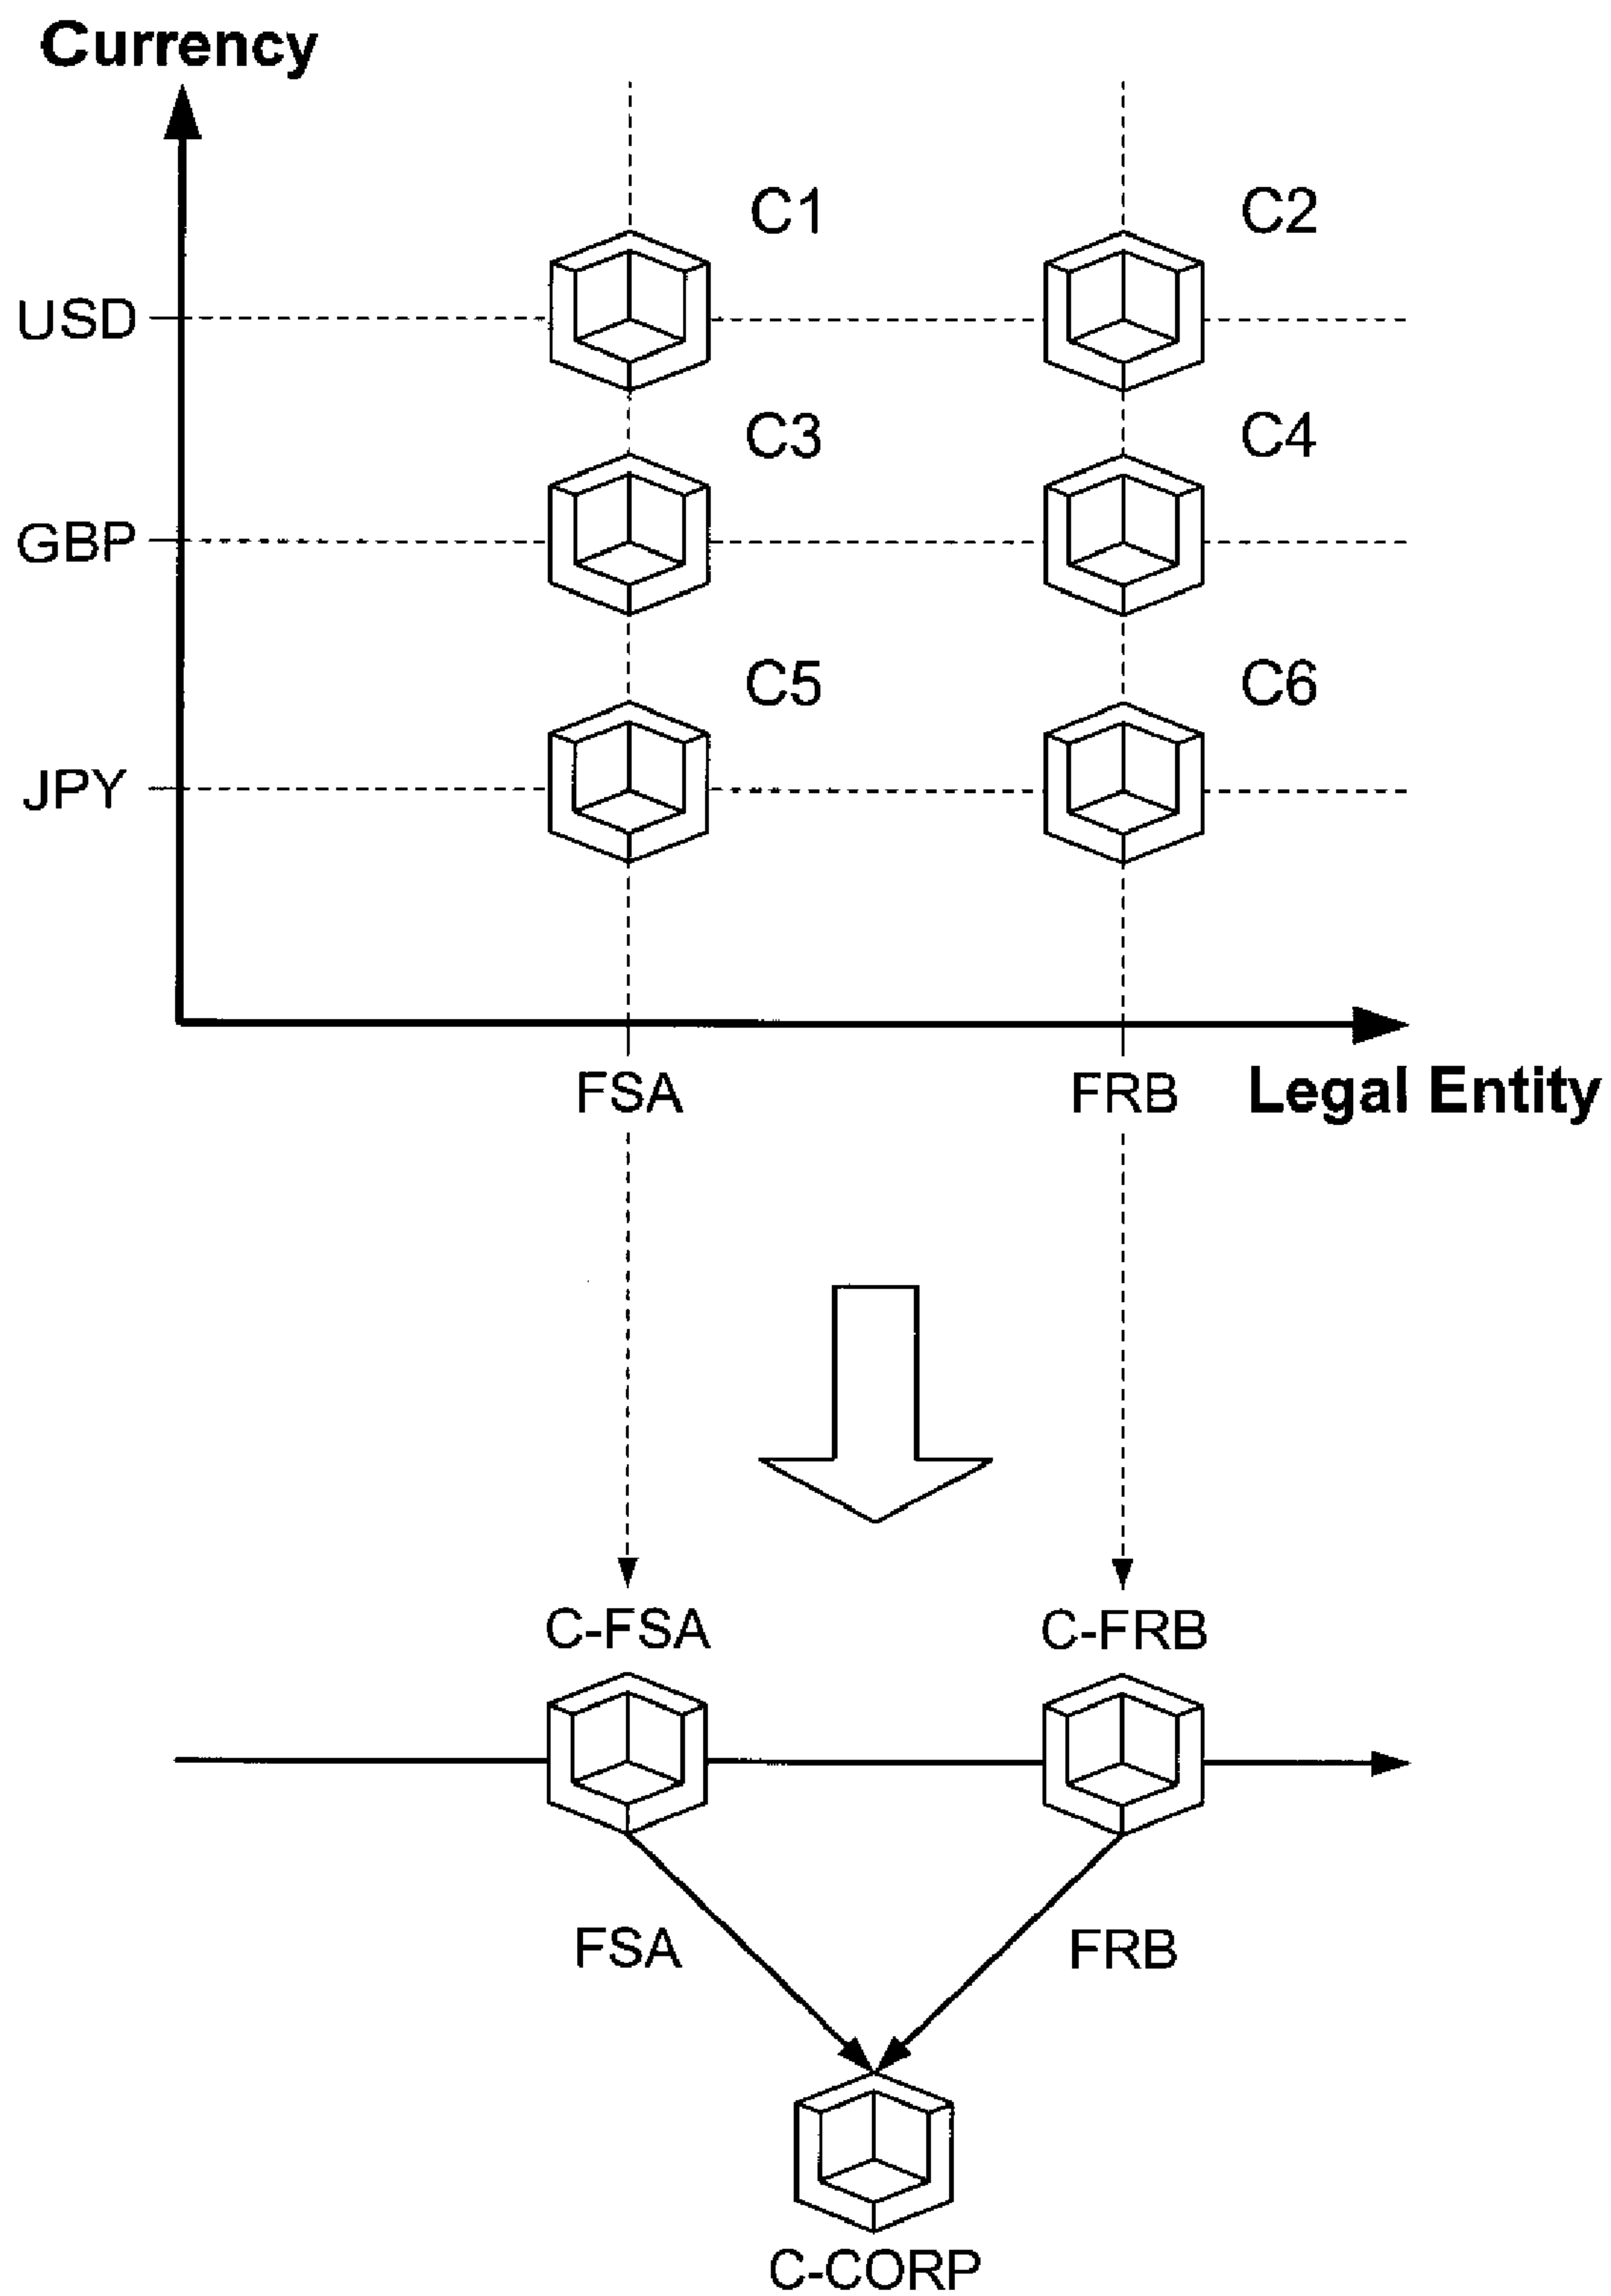 Currency
C1
C2
USD
C3
C4
GBP
C5
C6
JPY
FSA
FRB
Legal Entity
C-FSA
C-FRB
FSA
FRB
C-CORP